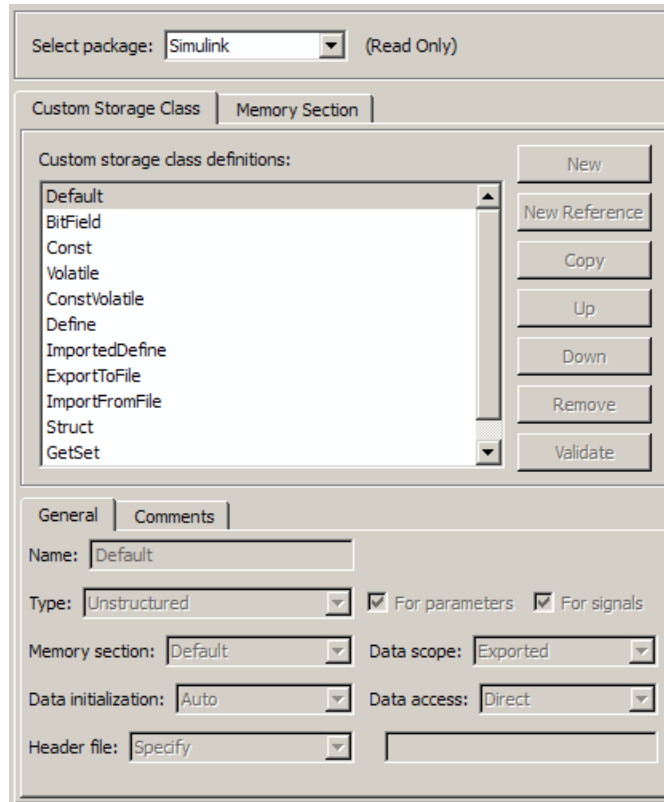 Select package: Simulink (Read Only)
Custom Storage Class Memory Section
Custom storage class definitions:
New
Default
BitField
New Reference
Const
Volatile
Copy
ConstVolatile
Up
Define
ImportedDefine
Down
ExportToFile
ImportFromFile
Remove
Struct
GetSet
Validate
General Comments
Name: Default
Type: Unstructured For parameters For signals
Memory section: Default Data scope: Exported
Data initialization: Auto Data access: Direct
Header file: Specify